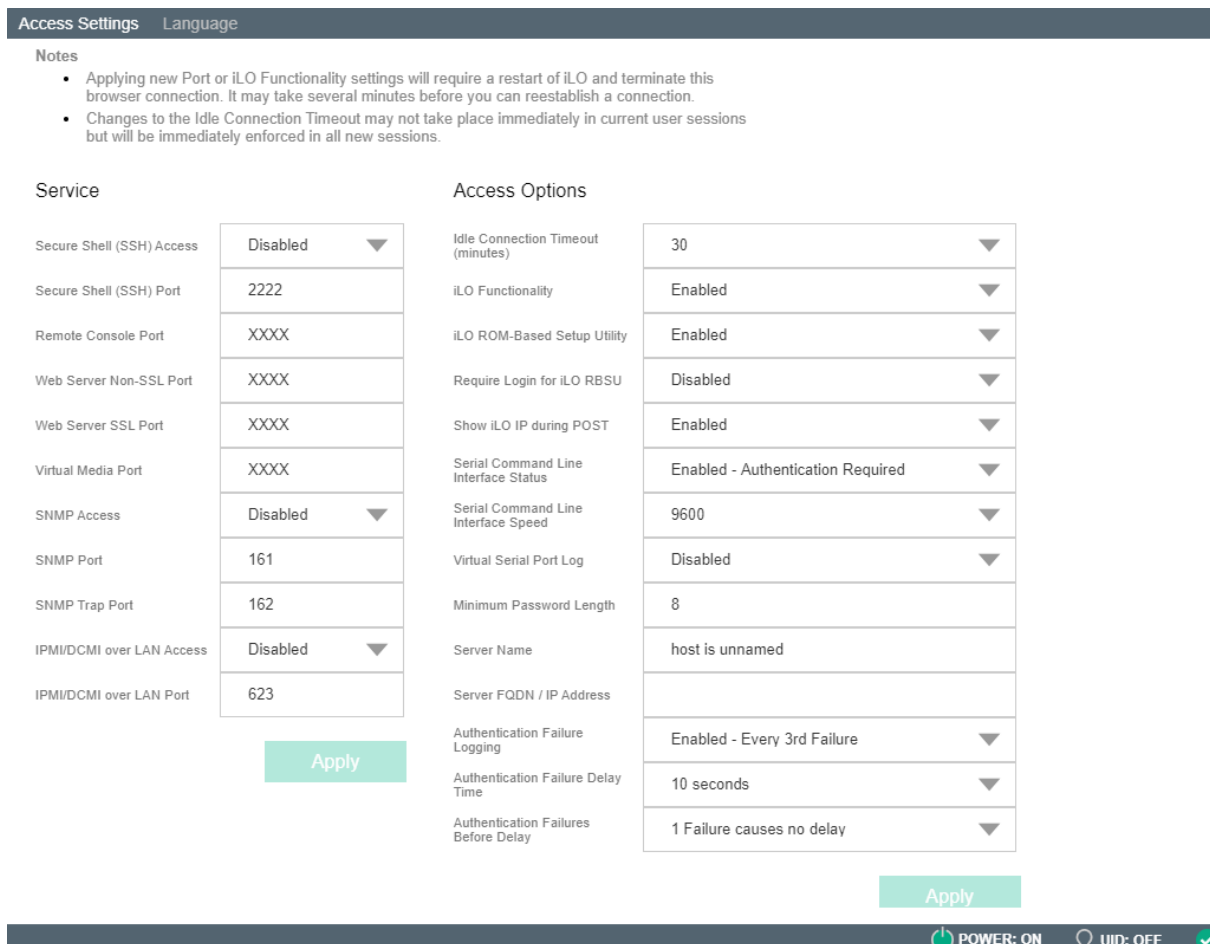 Access Settings Language
Notes
• Applying new Port or iLO Functionality settings will require a restart of iLO and terminate this
browser connection. It may take several minutes before you can reestablish a connection.
• Changes to the Idle Connection Timeout may not take place immediately in current user sessions
but will be immediately enforced in all new sessions.
Service
Secure Shell (SSH) Access Disabled
Secure Shell (SSH) Port 2222
Remote Console Port XXXX
Web Server Non-SSL Port XXXX
Web Server SSL Port XXXX
Virtual Media Port XXXX
SNMP Access Disabled
SNMP Port 161
SNMP Trap Port 162
IPMI/DCMI over LAN Access Disabled
IPMI/DCMI over LAN Port 623
Apply
Access Options
Idle Connection Timeout
(minutes) 30
iLO Functionality Enabled
iLO ROM-Based Setup Utility Enabled
Require Login for iLO RBSU Disabled
Show iLO IP during POST Enabled
Serial Command Line
Interface Status Enabled - Authentication Required
Serial Command Line
Interface Speed 9600
Virtual Serial Port Log Disabled
Minimum Password Length 8
Server Name host is unnamed
Server FQDN / IP Address
Authentication Failure
Logging Enabled - Every 3rd Failure
Authentication Failure Delay
Time 10 seconds
Authentication Failures
Before Delay 1 Failure causes no delay
Apply
POWER: ON UID: OFF